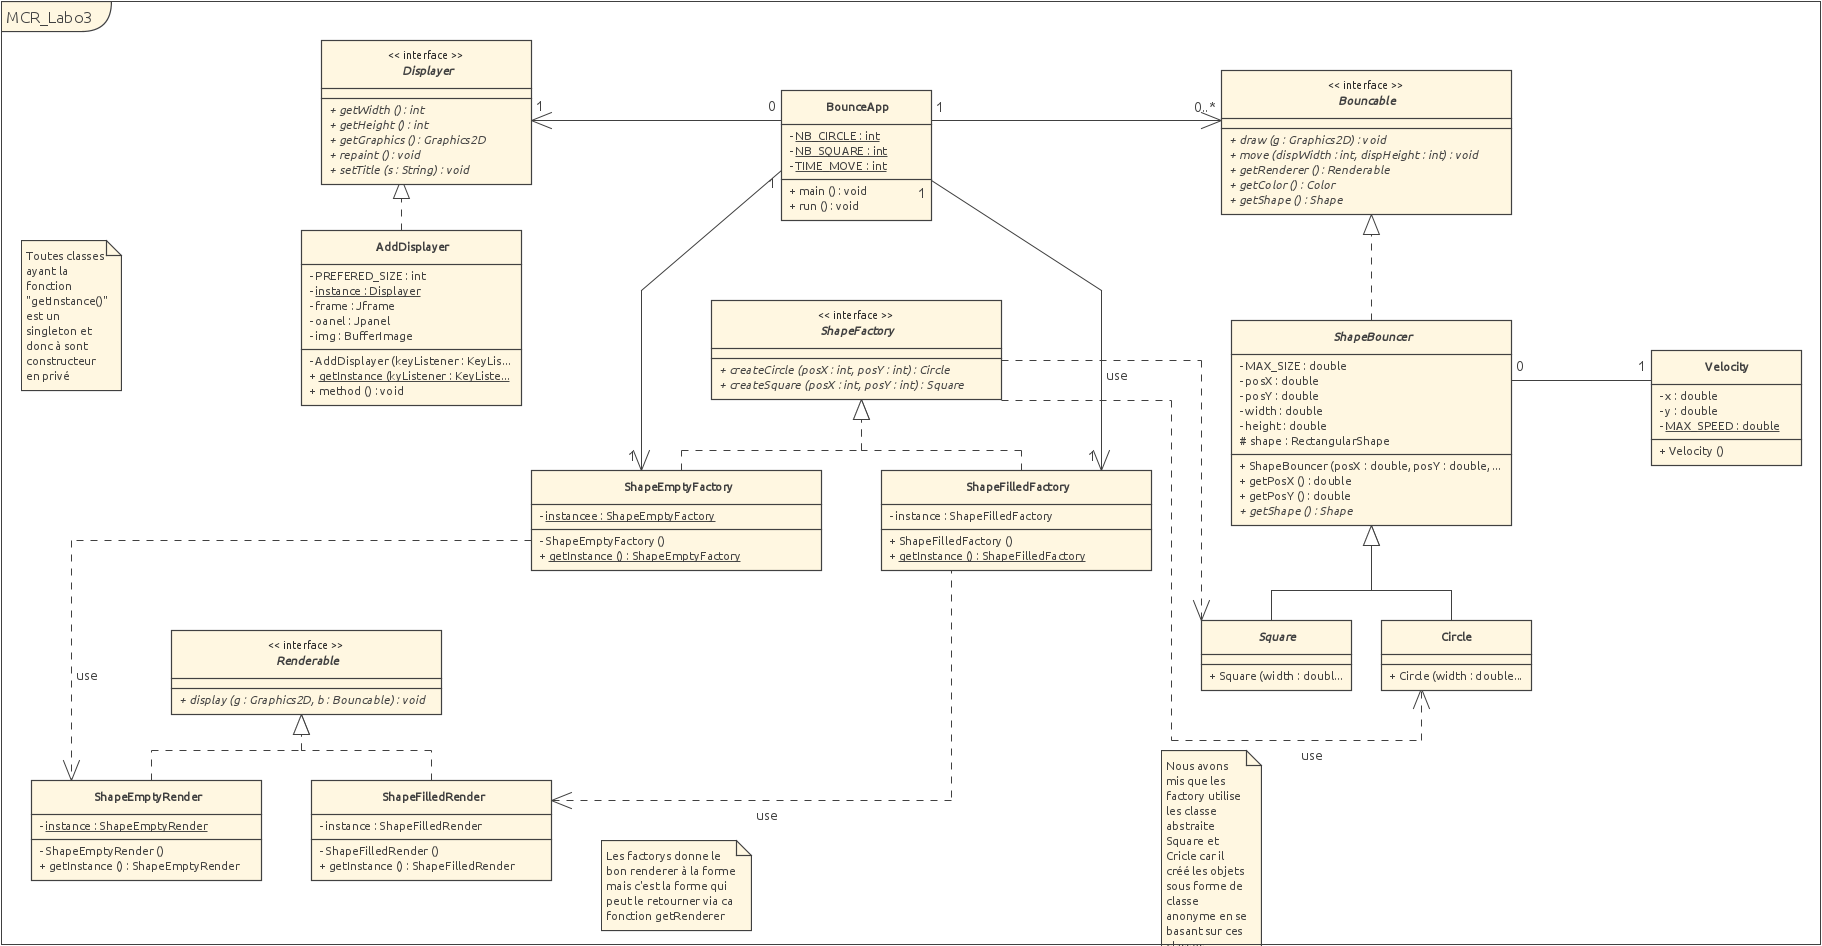 MCR_Labo3
<< interface >>
Displayer
+ getWidth () : int
+ getHeight () : int
+ getGraphics () : Graphics2D
+ repaint () : void
+ setTitle (s : String) : void
1
0
BounceApp
- NB_CIRCLE : int
- NB_SQUARE : int
- TIME_MOVE : int
+ main () : void
+ run () : void
1
0..*
1
1
<< interface >>
Bouncable
+ draw (g : Graphics2D) : void
+ move (dispWidth : int, dispHeight : int) : void
+ getRenderer () : Renderable
+ getColor () : Color
+ getShape () : Shape
Toutes classes
ayant la
fonction
"getInstance()"
est un
singleton et
donc à sont
constructeur
en privé
AddDisplayer
- PREFERED_SIZE : int
- instance : Displayer
- frame : Jframe
- oanel : Jpanel
- img : BufferImage
- AddDisplayer (keyListener : KeyLis...
+ getInstance (kyListener : KeyListe...
+ method () : void
<< interface >>
ShapeFactory
+ createCircle (posX : int, posY : int) : Circle
+ createSquare (posX : int, posY : int) : Square
use
ShapeBouncer
- MAX_SIZE : double
- posX : double
- posY : double
- width : double
- height : double
# shape : RectangularShape
+ ShapeBouncer (posX : double, posY : double, ...
+ getPosX () : double
+ getPosY () : double
+ getShape () : Shape
0
1
Velocity
- x : double
- y : double
- MAX_SPEED : double
+ Velocity ()
1
1
ShapeEmptyFactory
- instancee : ShapeEmptyFactory
- ShapeEmptyFactory ()
+ getInstance () : ShapeEmptyFactory
ShapeFilledFactory
- instance : ShapeFilledFactory
+ ShapeFilledFactory ()
+ getInstance () : ShapeFilledFactory
Square
+ Square (width : doubl...
Circle
+ Circle (width : double...
use
<< interface >>
Renderable
+ display (g : Graphics2D, b : Bouncable) : void
use
ShapeEmptyRender
- instance : ShapeEmptyRender
- ShapeEmptyRender ()
+ getInstance () : ShapeEmptyRender
ShapeFilledRender
- instance : ShapeFilledRender
- ShapeFilledRender ()
+ getInstance () : ShapeFilledRender
use
Les factorys donne le
bon renderer à la forme
mais c'est la forme qui
peut le retourner via ca
fonction getRenderer
Nous avons
mis que les
factory utilise
les classe
abstraite
Square et
Cricle car il
créé les objets
sous forme de
classe
anonyme en se
basant sur ces